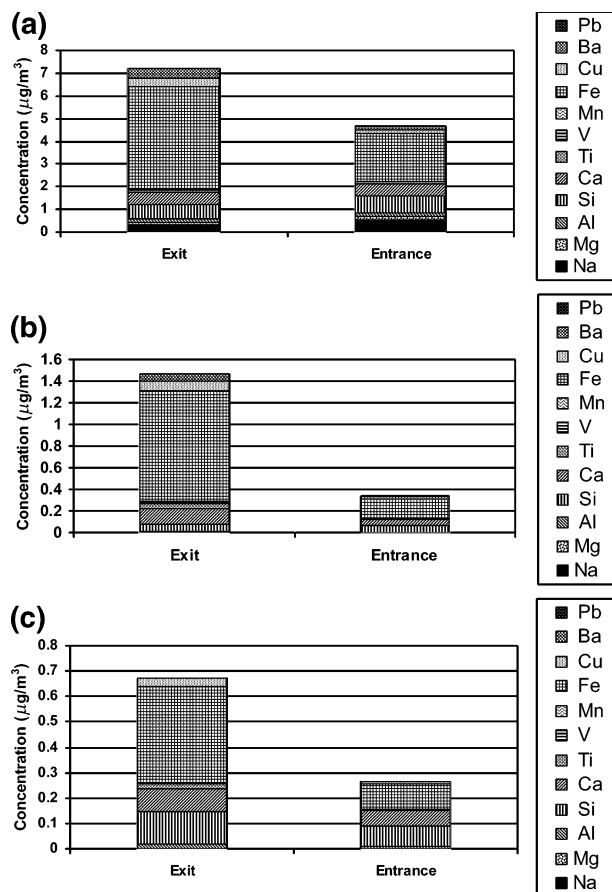 (a)
Concentration (µg/m³)
8
7
6
5
4
3
2
1
0
Exit
Entrance
Pb
Ba
Cu
Fe
Mn
V
Ti
Ca
Si
Al
Mg
Na
(b)
Concentration (µg/m³)
1.6
1.4
1.2
1
0.8
0.6
0.4
0.2
0
Exit
Entrance
Pb
Ba
Cu
Fe
Mn
V
Ti
Ca
Si
Al
Mg
Na
(c)
Concentration (µg/m³)
0.8
0.7
0.6
0.5
0.4
0.3
0.2
0.1
0
Exit
Entrance
Pb
Ba
Cu
Fe
Mn
V
Ti
Ca
Si
Al
Mg
Na